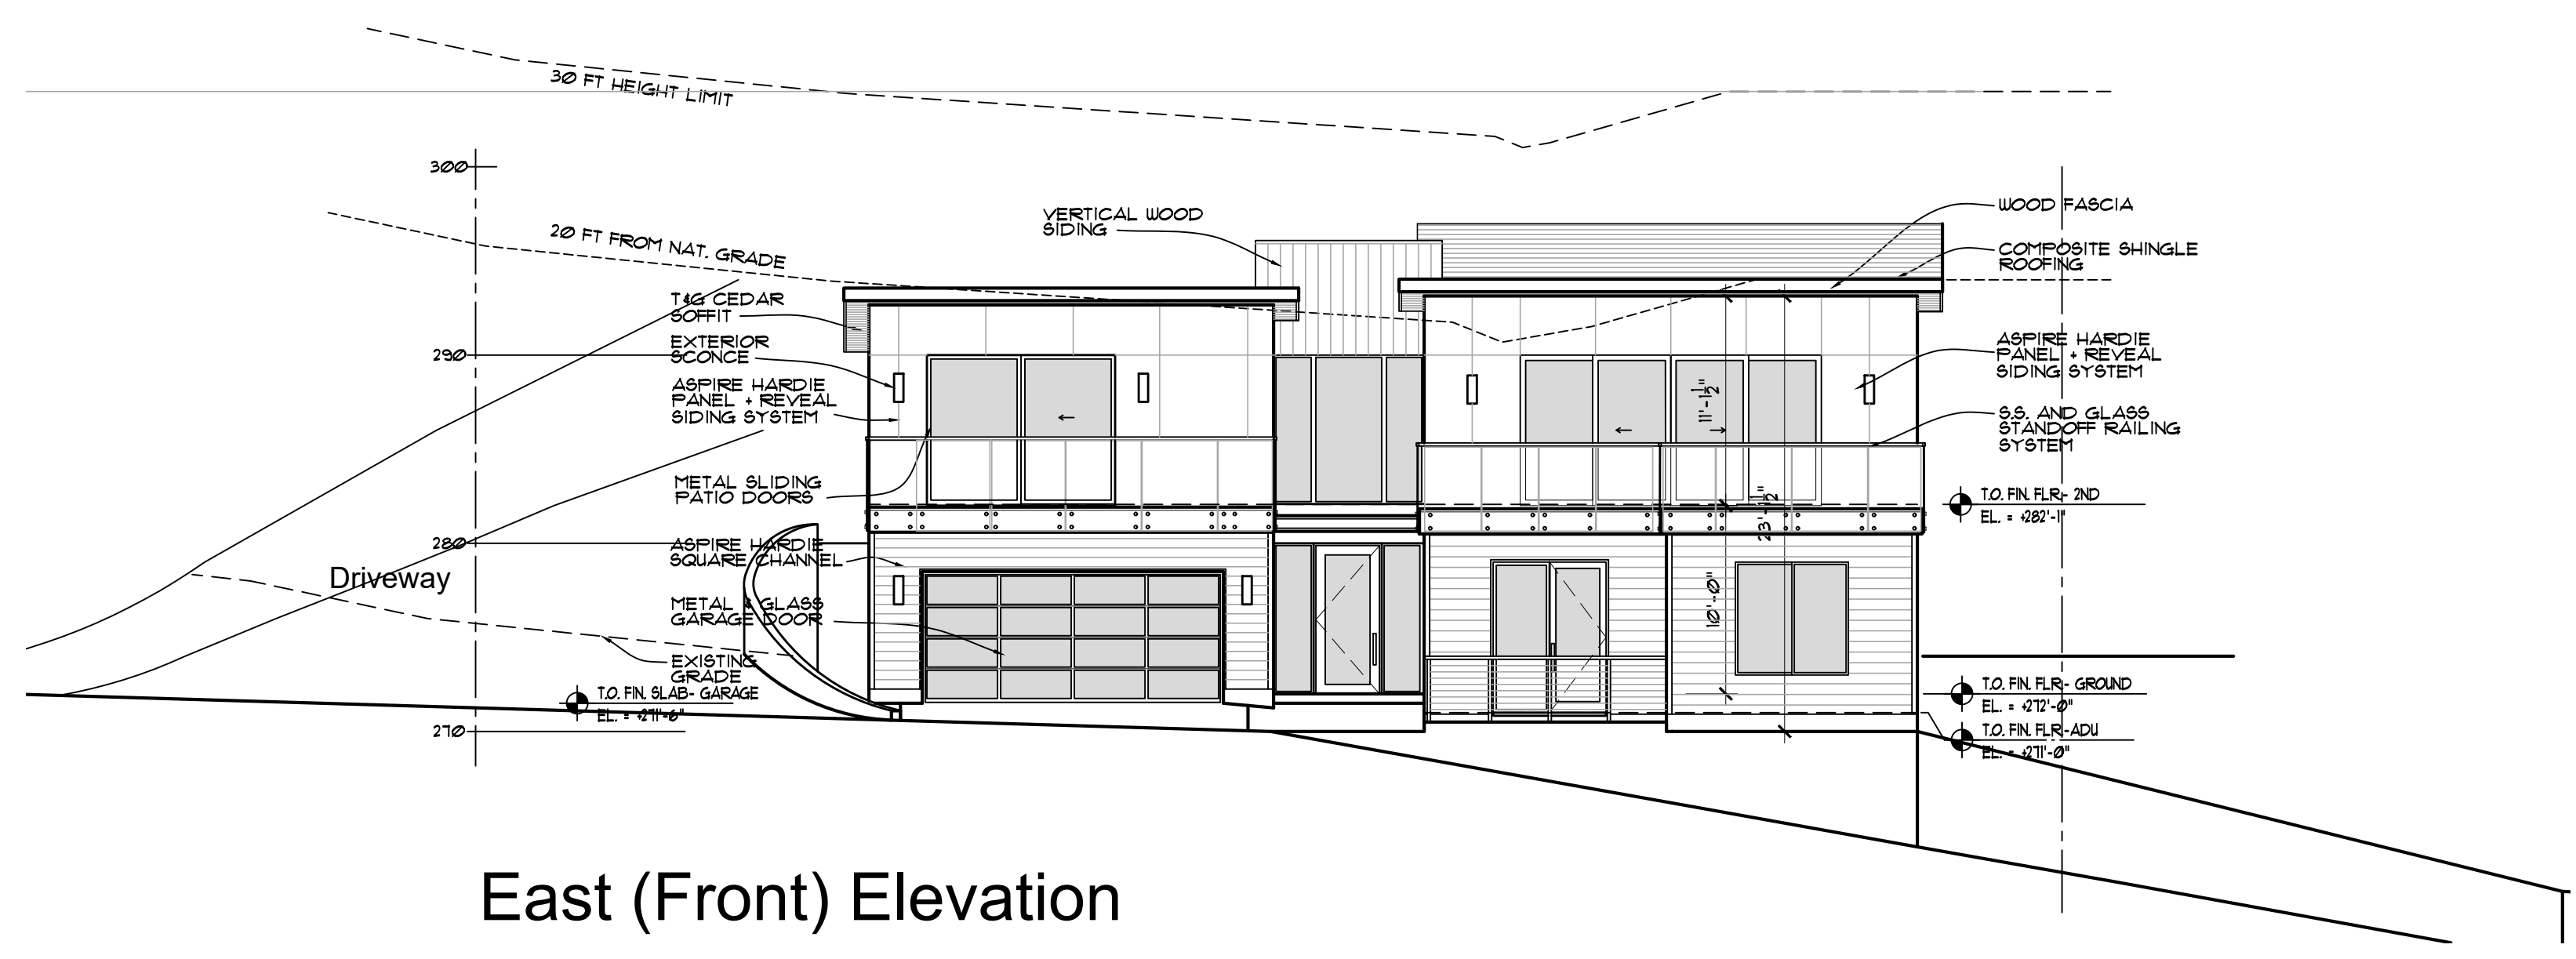 30 FT HEIGHT LIMIT
300
20 FT FROM NAT. GRADE
VERTICAL WOOD
SIDING
WOOD FASCIA
COMPOSITE SHINGLE
ROOFING
T&G CEDAR
SOFFIT
EXTERIOR
SCONCE
290
ASPIRE HARDIE
PANEL + REVEAL
SIDING SYSTEM
ASPIRE HARDIE
PANEL + REVEAL
SIDING SYSTEM
11'-1 1/2"
S.S. AND GLASS
STANDOFF RAILING
SYSTEM
METAL SLIDING
PATIO DOORS
T.O. FIN. FLR- 2ND
EL. = +282'-1"
23'-1 1/2"
280
ASPIRE HARDIE
SQUARE CHANNEL
Driveway
METAL & GLASS
GARAGE DOOR
10'-0"
EXISTING
GRADE
T.O. FIN. SLAB- GARAGE
EL. = +271'-6"
T.O. FIN. FLR- GROUND
EL. = +272'-0"
270
T.O. FIN. FLR-ADU
EL. = +271'-0"
East (Front) Elevation